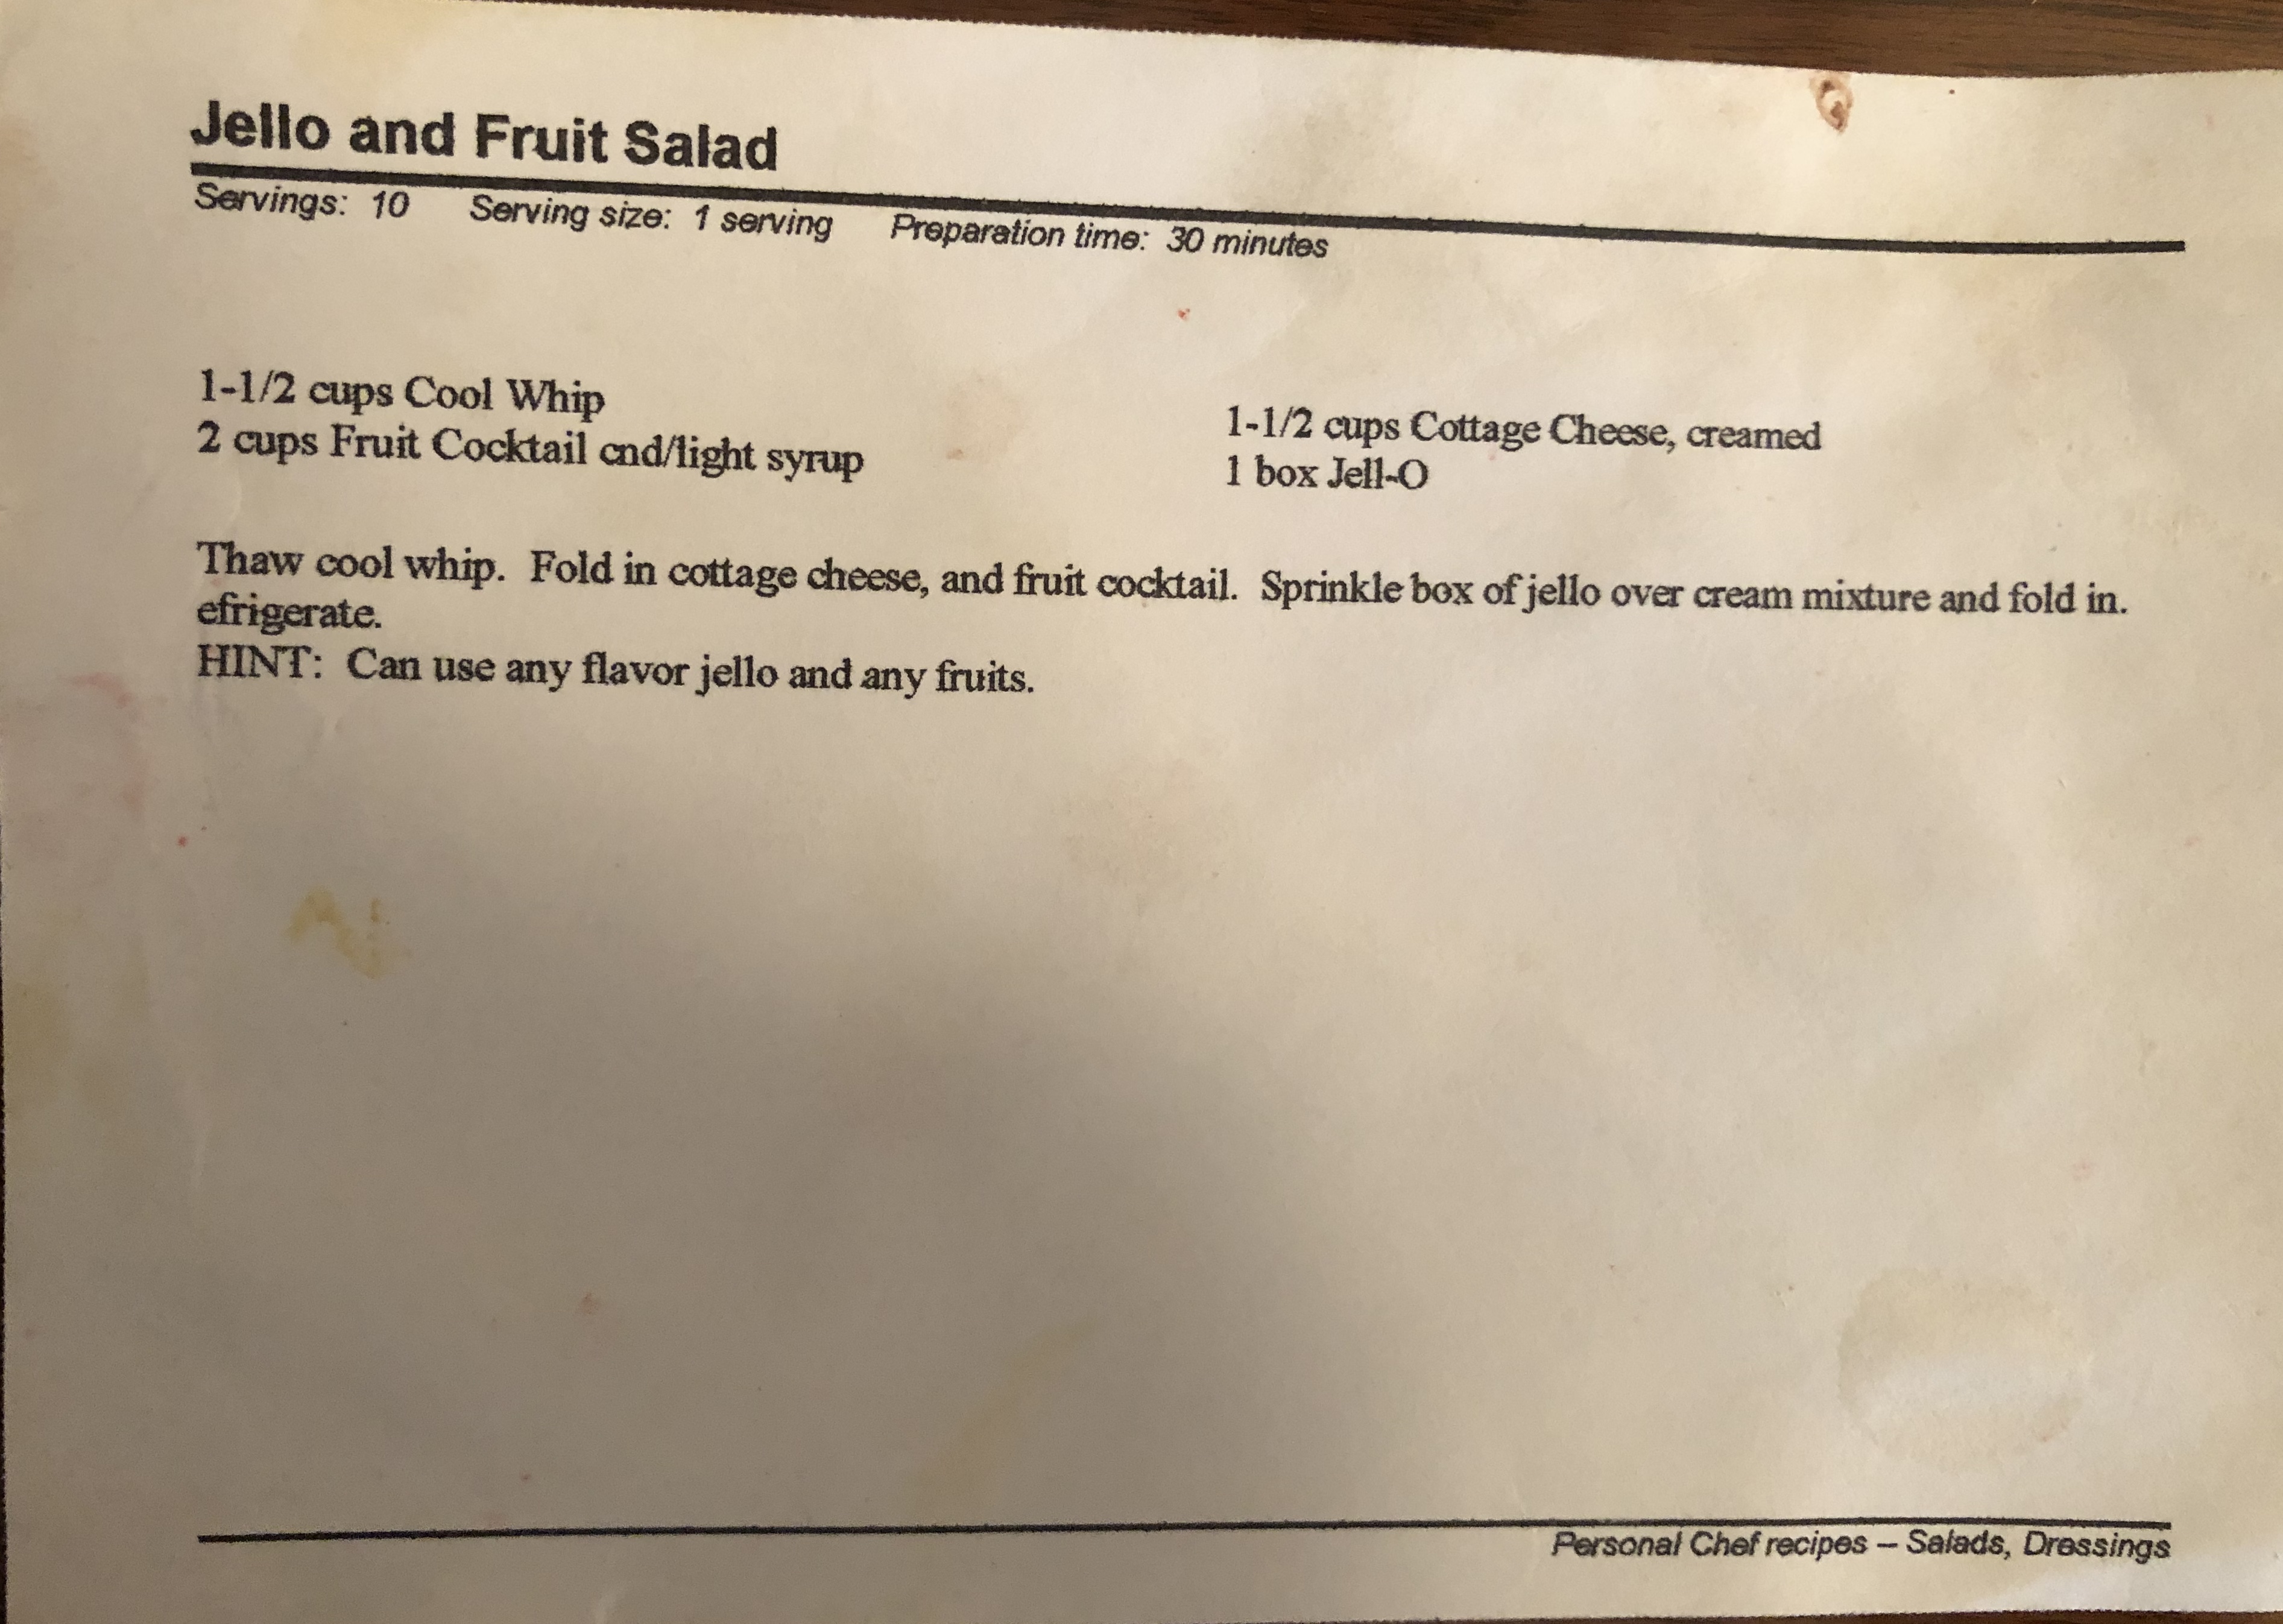 Jello and Fruit Salad
Servings: 10 Serving size: 1 serving Preparation time: 30 minutes
1-1/2 cups Cool Whip
2 cups Fruit Cocktail cnd/light syrup
1-1/2 cups Cottage Cheese, creamed
1 box Jell-O
Thaw cool whip. Fold in cottage cheese, and fruit cocktail. Sprinkle box of jello over cream mixture and fold in.
efrigerate.
HINT: Can use any flavor jello and any fruits.
Personal Chef recipes – Salads, Dressings